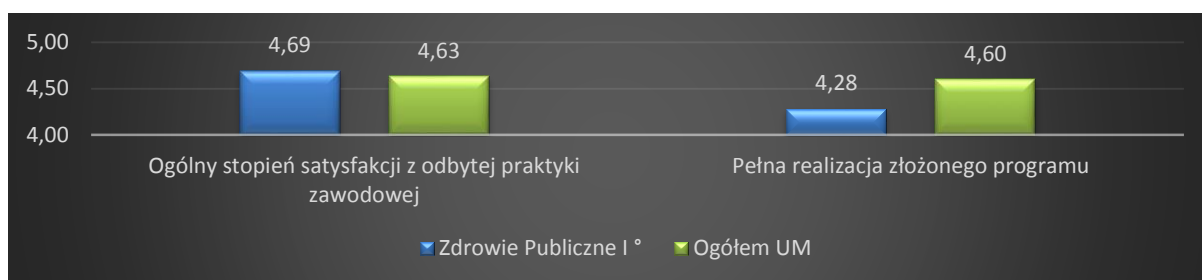 5,00
4,50
4,00
4,69
4,63
4,28
4,60
Ogólny stopień satysfakcji z odbytej praktyki
zawodowej
Pełna realizacja złożonego programu
Zdrowie Publiczne I °
Ogółem UM